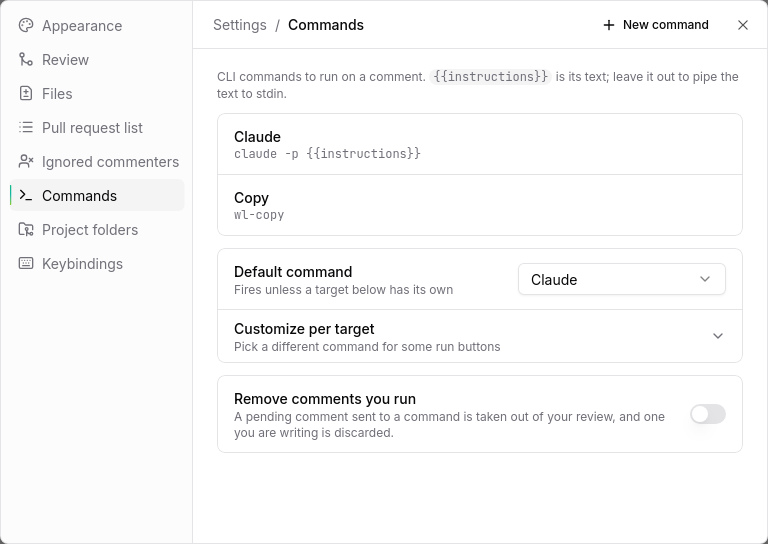 Appearance
Review
Files
Pull request list
Ignored commenters
Commands
Project folders
Keybindings
Settings / Commands
New command
CLI commands to run on a comment. {{instructions}} is its text; leave it out to pipe the
text to stdin.
Claude
claude -p {{instructions}}
Copy
wl-copy
Default command
Fires unless a target below has its own
Claude
Customize per target
Pick a different command for some run buttons
Remove comments you run
A pending comment sent to a command is taken out of your review, and one
you are writing is discarded.